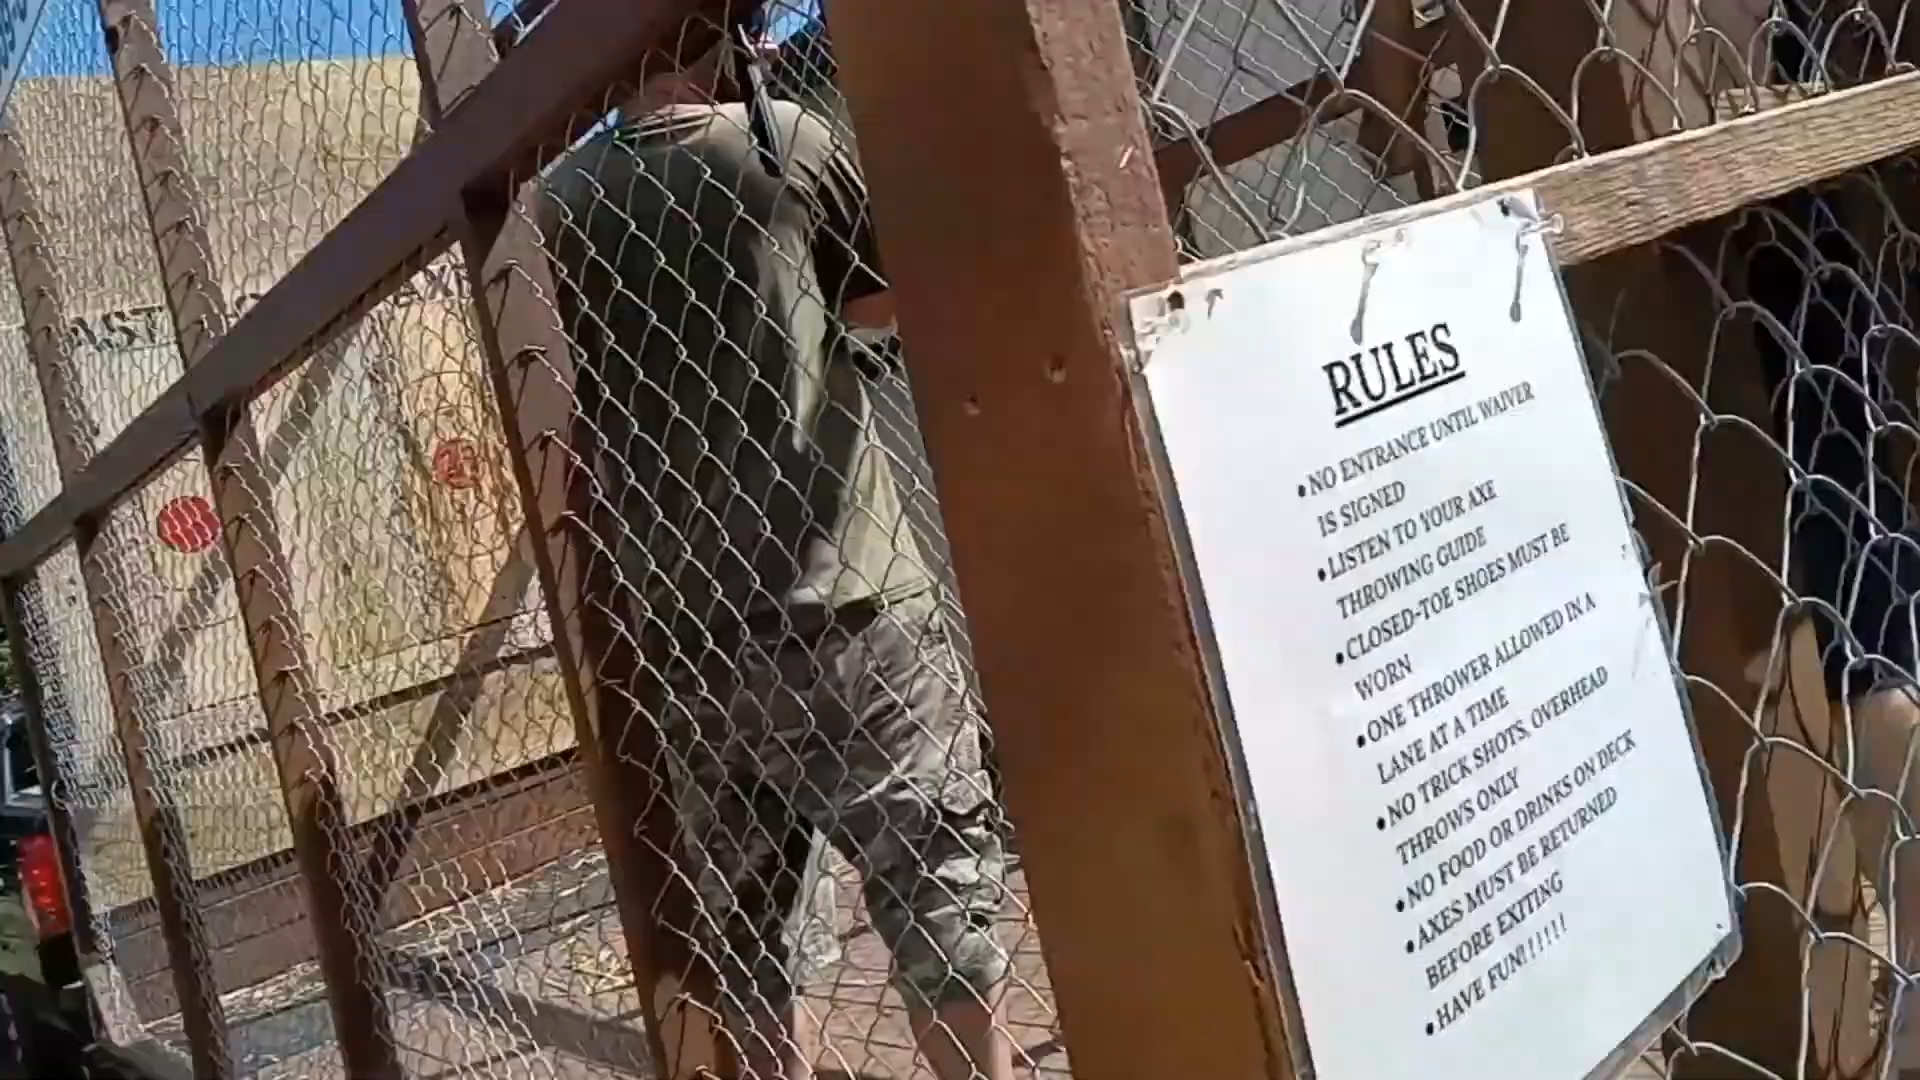 RULES
•NO ENTRANCE UNTIL WAIVER
IS SIGNED
•LISTEN TO YOUR AXE
THROWING GUIDE
•CLOSED-TOE SHOES MUST BE
WORN
•ONE THROWER ALLOWED IN A
LANE AT A TIME
•NO TRICK SHOTS, OVERHEAD
THROWS ONLY
•NO FOOD OR DRINKS ON DECK
•AXES MUST BE RETURNED
BEFORE EXITING
•HAVE FUN!!!!!!!